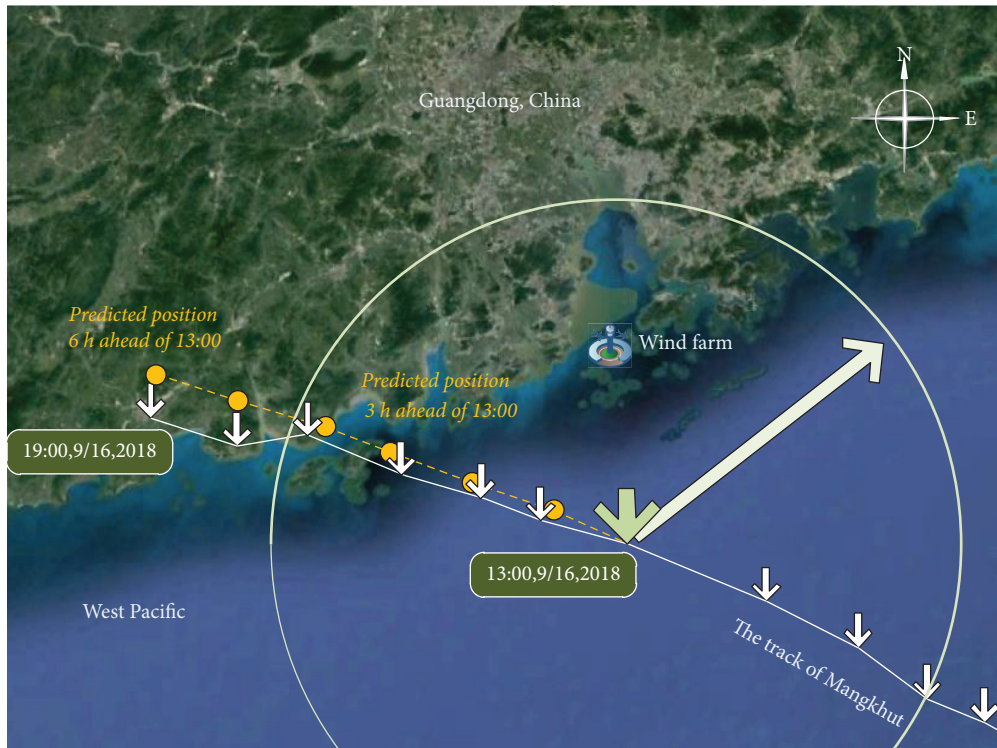 Guangdong, China
N
E
Predicted position
6 h ahead of 13:00
Wind farm
Predicted position
3 h ahead of 13:00
19:00,9/16,2018
13:00,9/16,2018
West Pacific
The track of Mangkhut